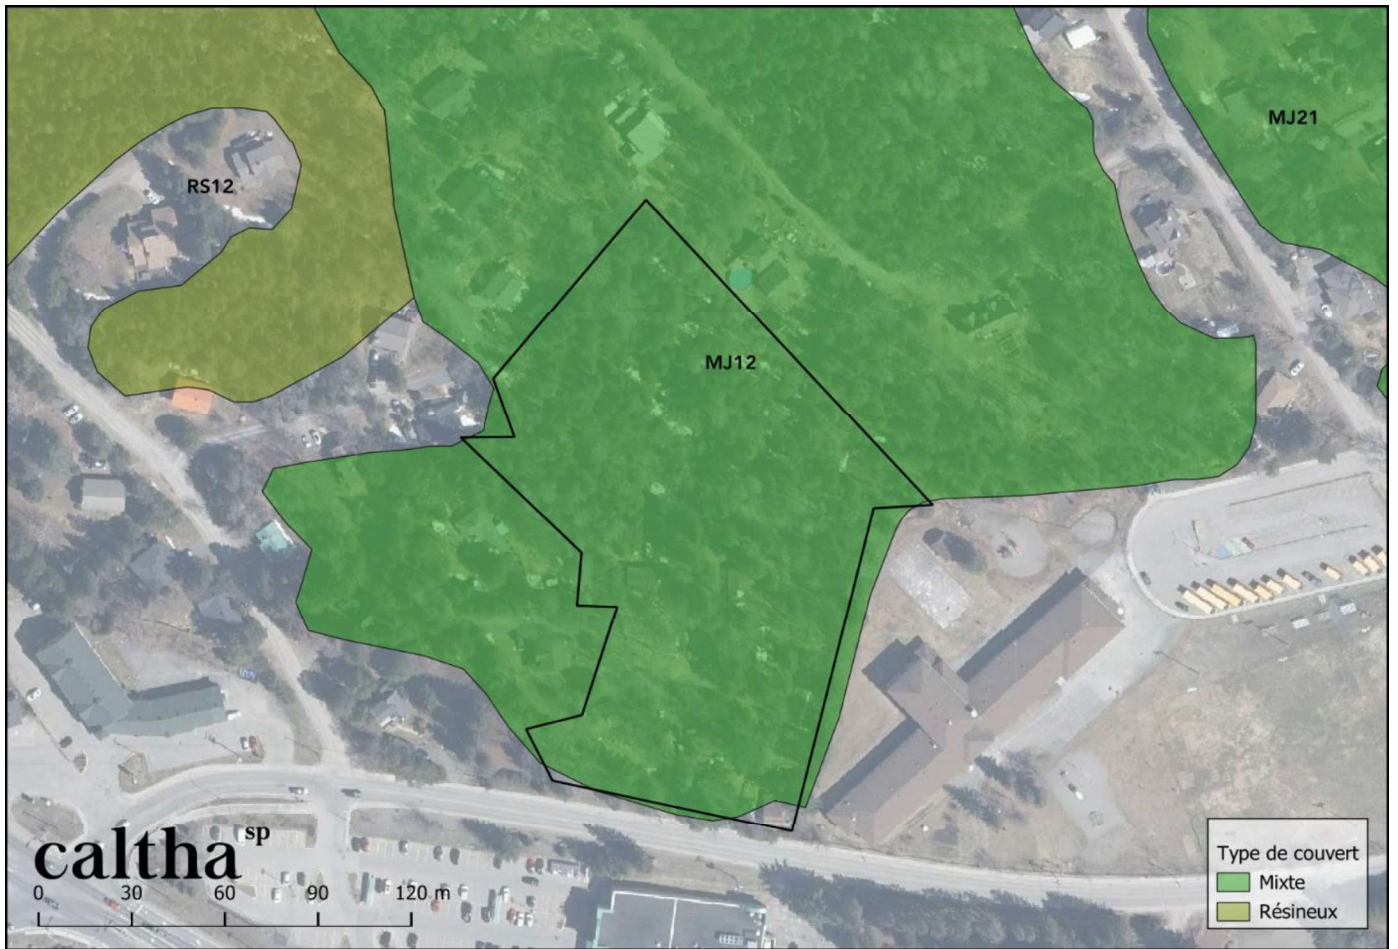 MJ21
RS12
MJ12
caltha sp
0 30 60 90 120 m
Type de couvert
Mixte
Résineux